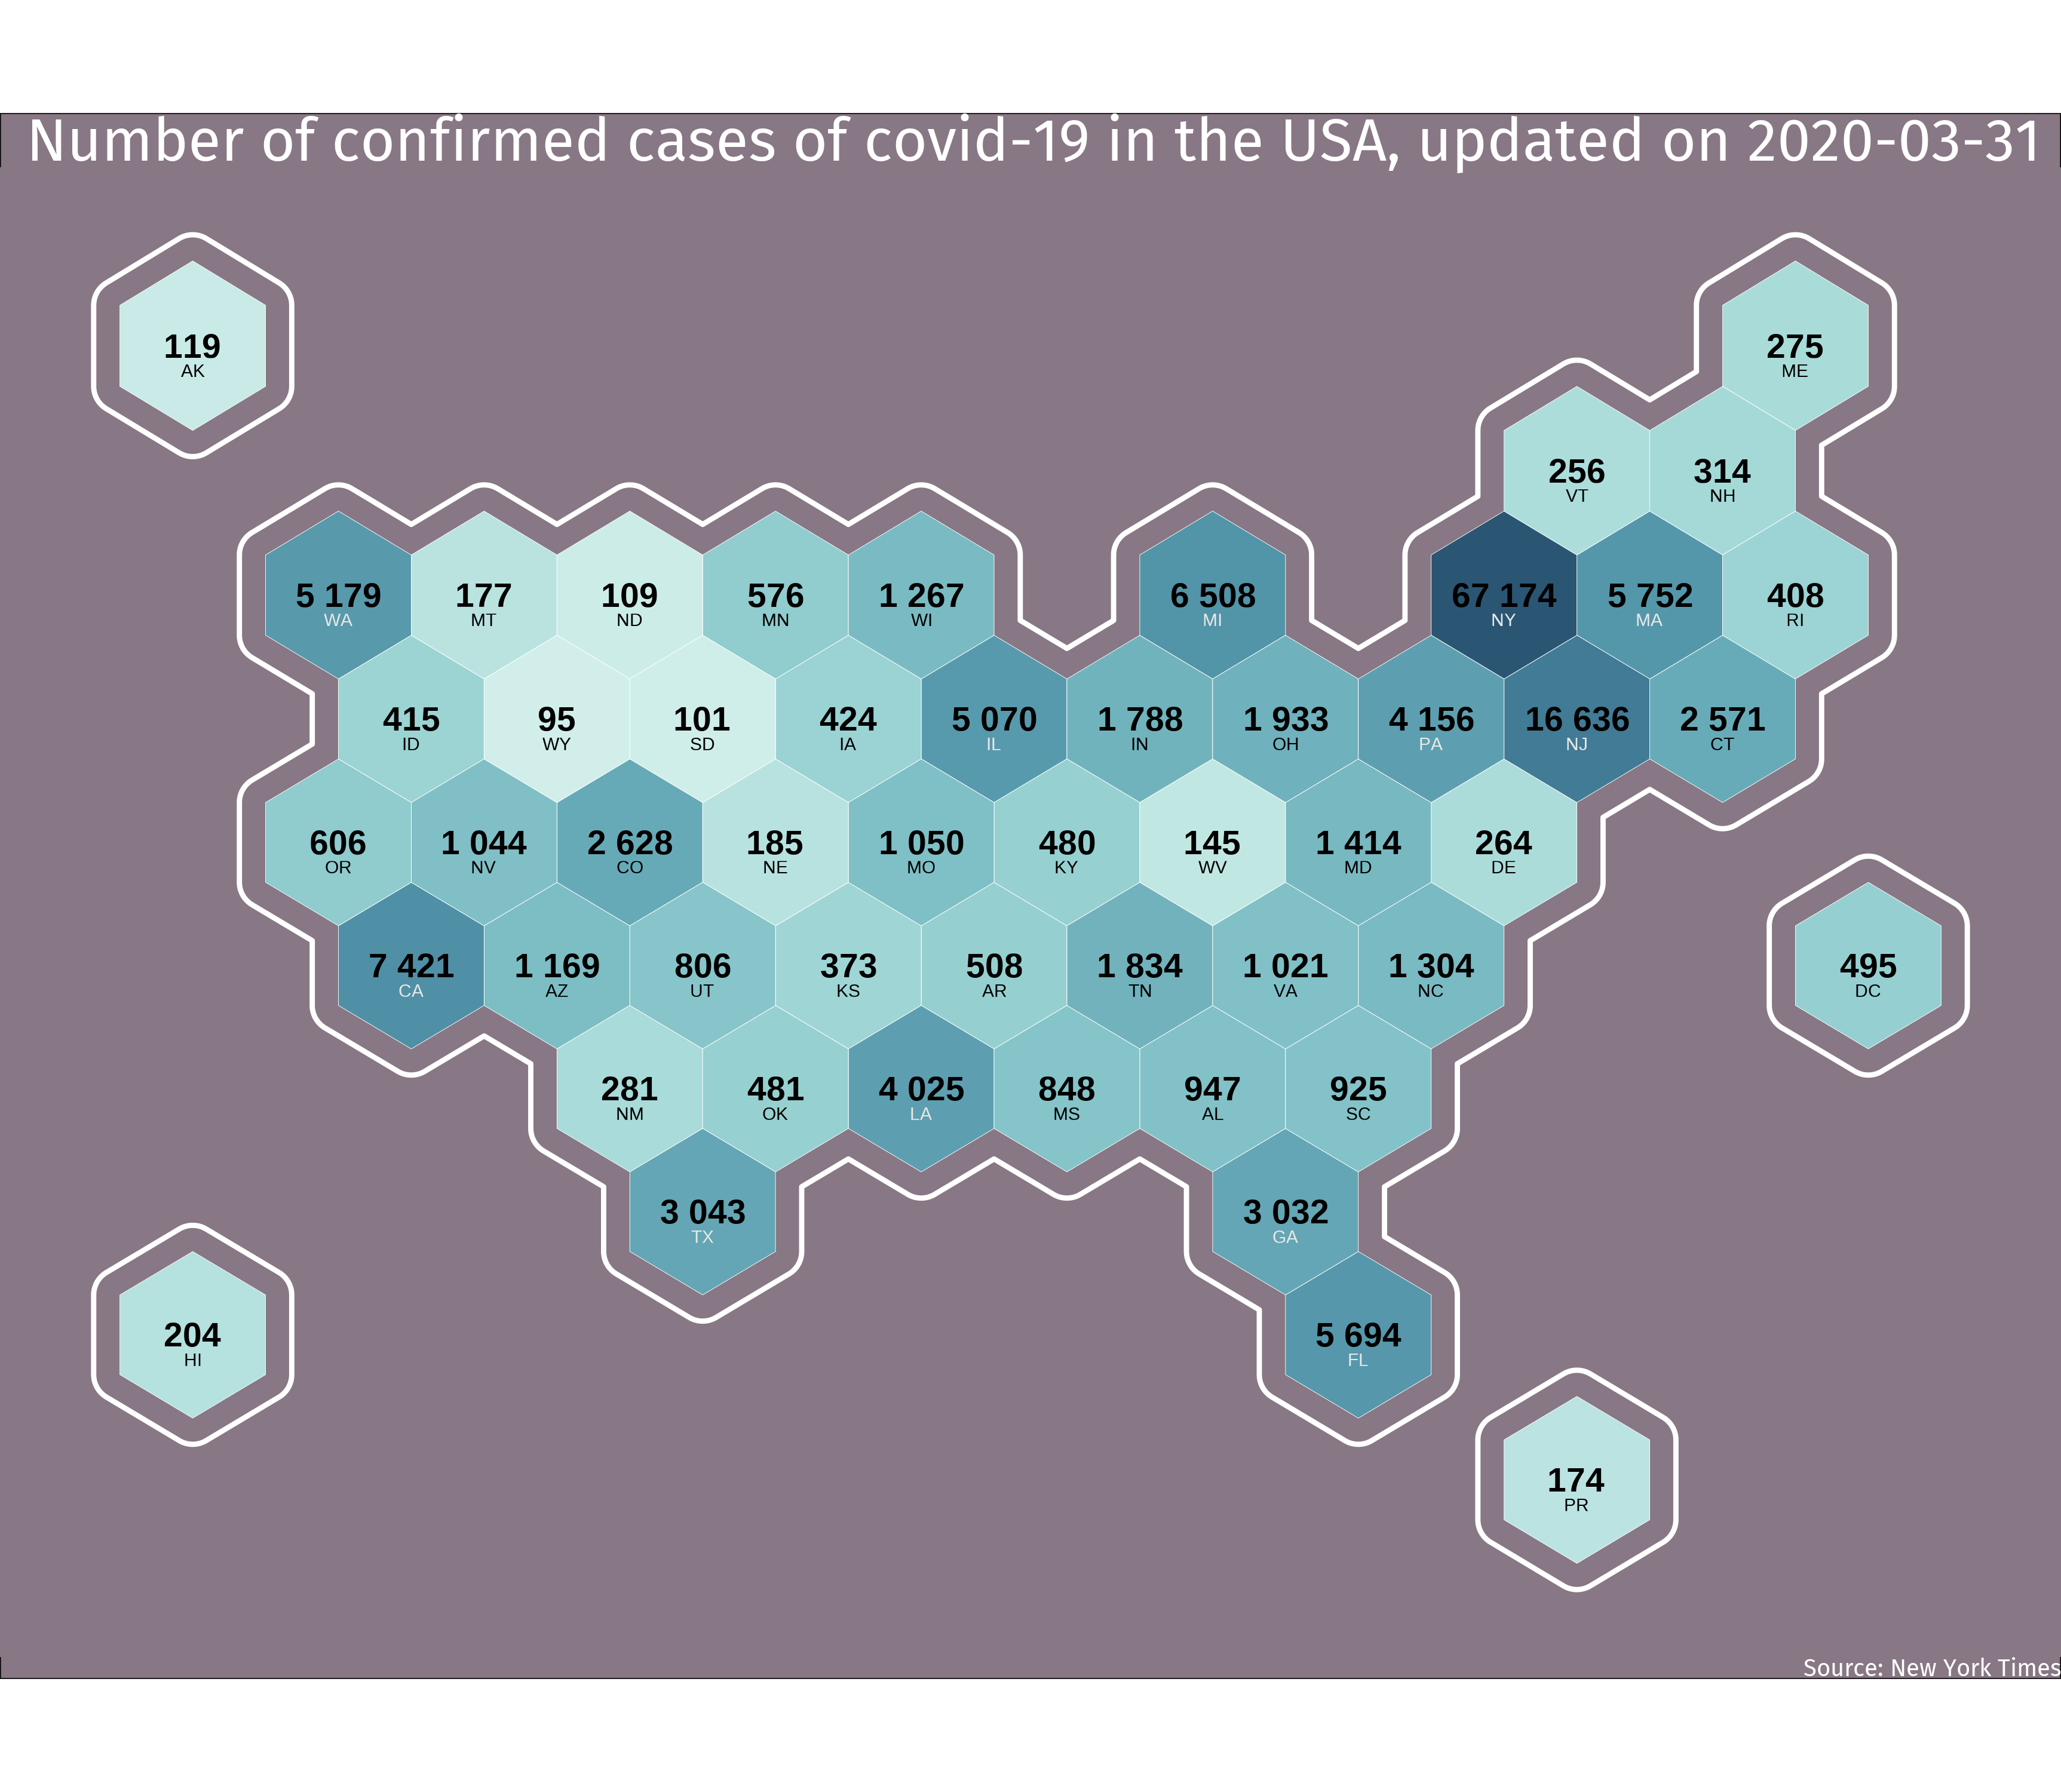 Number of confirmed cases of covid-19 in the USA, updated on 2020-03-31
119
AK
275
ME
256
VT
314
NH
5 179
WA
177
MT
109
ND
576
MN
1 267
WI
6 508
MI
67 174
NY
5 752
MA
408
RI
415
ID
95
WY
101
SD
424
IA
5 070
IL
1 788
IN
1 933
OH
4 156
PA
16 636
NJ
2 571
CT
606
OR
1 044
NV
2 628
CO
185
NE
1 050
MO
480
KY
145
WV
1 414
MD
264
DE
7 421
CA
1 169
AZ
806
UT
373
KS
508
AR
1 834
TN
1 021
VA
1 304
NC
495
DC
281
NM
481
OK
4 025
LA
848
MS
947
AL
925
SC
3 043
TX
3 032
GA
204
HI
5 694
FL
174
PR
Source: New York Times